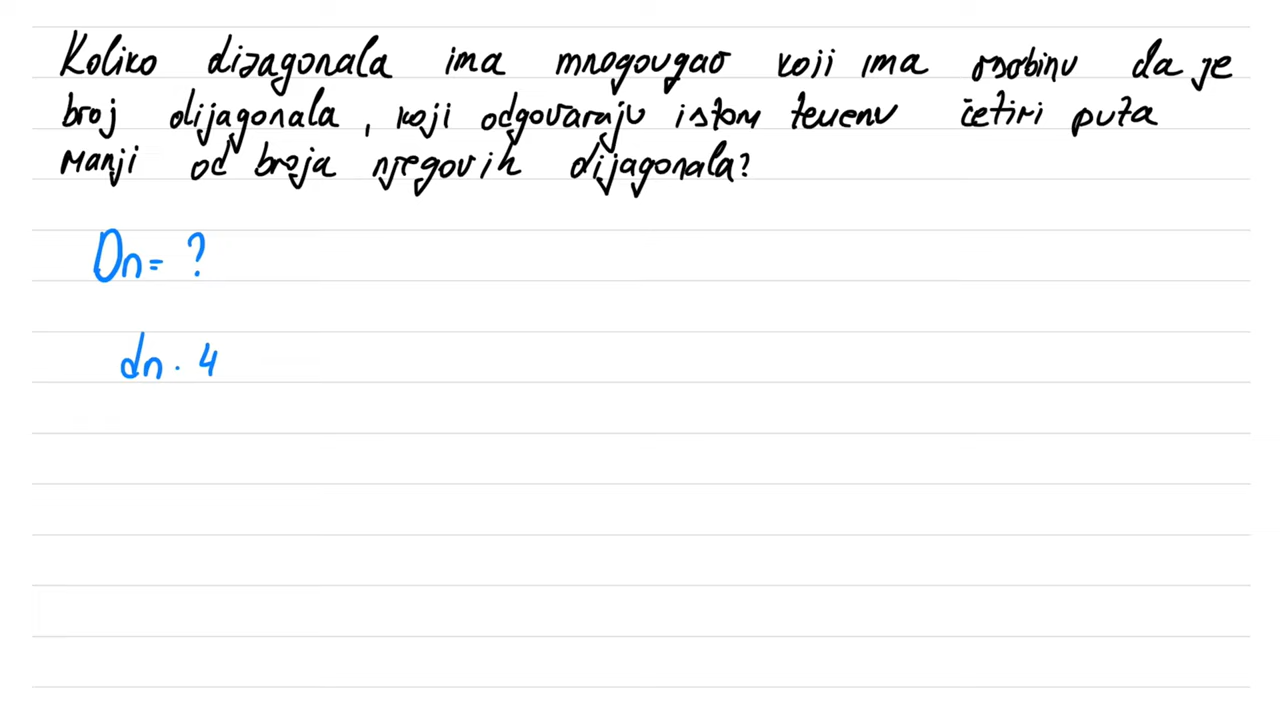 Koliko dijagonala ima mnogougao koji ima osobinu da je
broj dijagonala, koji odgovaraju istom temenu četiri puta
manji od broja njegovih dijagonala?
Dn = ?
dn · 4